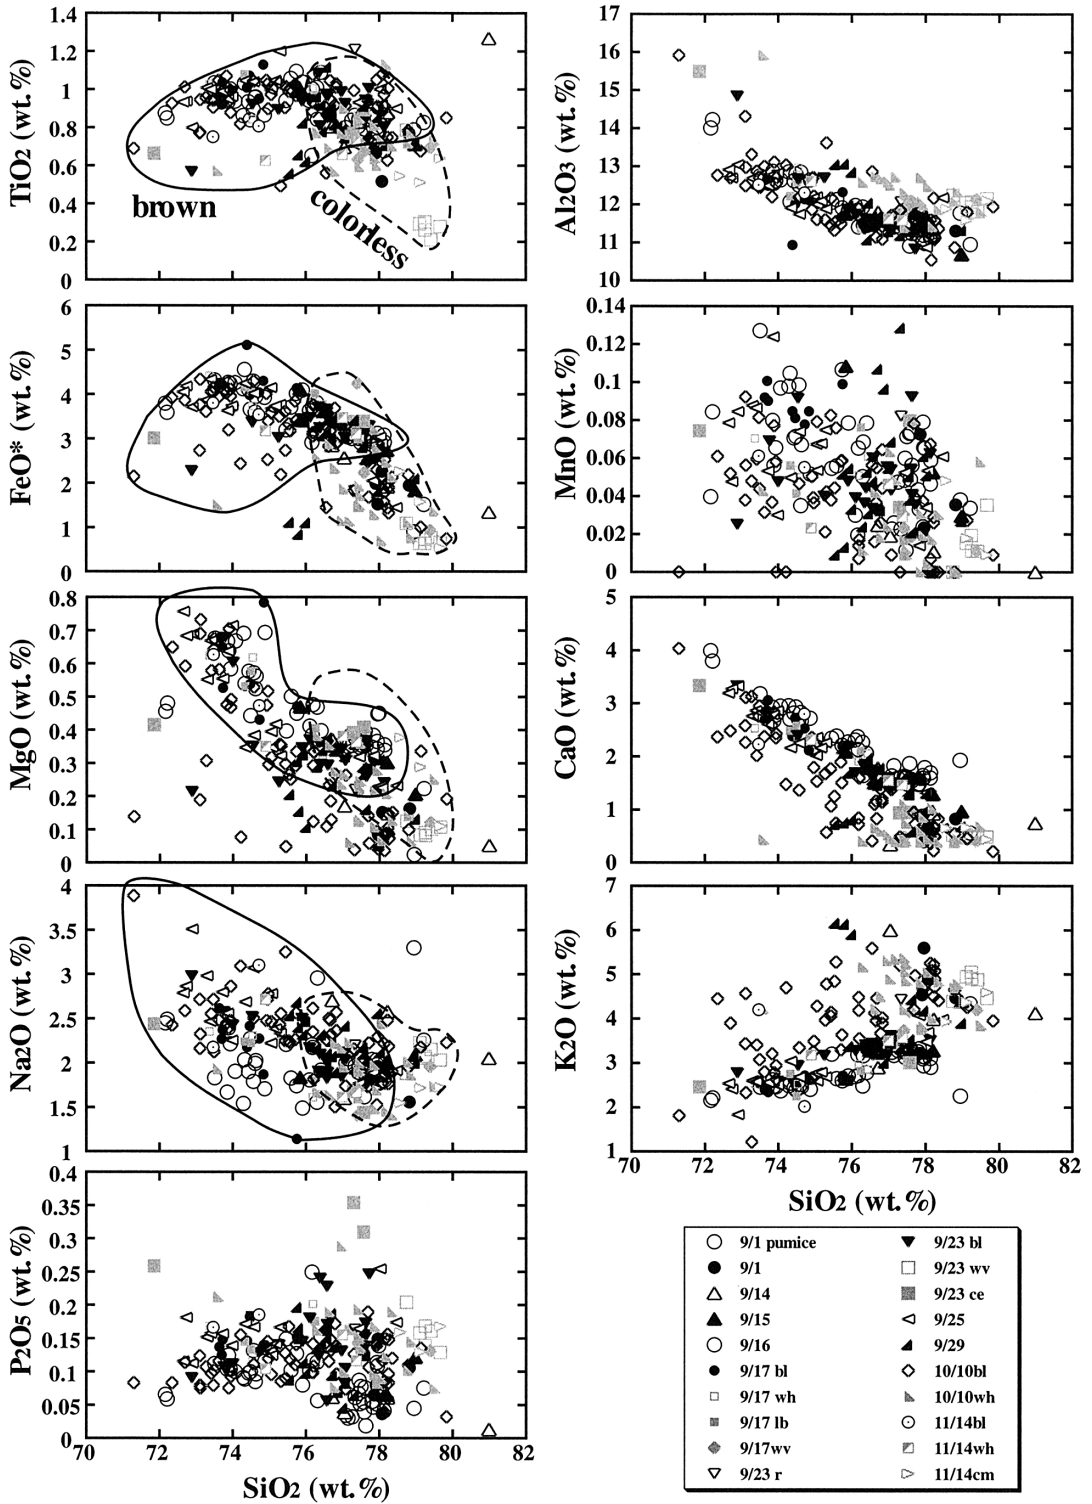 TiO2 (wt.%)
1.4
1.2
1
0.8
0.6
0.4
0.2
0
brown
colorless
FeO* (wt.%)
6
5
4
3
2
1
0
MgO (wt.%)
0.8
0.7
0.6
0.5
0.4
0.3
0.2
0.1
0
Na2O (wt.%)
4
3.5
3
2.5
2
1.5
1
P2O5 (wt.%)
0.4
0.35
0.3
0.25
0.2
0.15
0.1
0.05
0
70 72 74 76 78 80 82
SiO2 (wt.%)
Al2O3 (wt.%)
17
16
15
14
13
12
11
10
MnO (wt.%)
0.14
0.12
0.1
0.08
0.06
0.04
0.02
0
CaO (wt.%)
5
4
3
2
1
0
K2O (wt.%)
7
6
5
4
3
2
1
70 72 74 76 78 80 82
SiO2 (wt.%)
9/1 pumice
9/1
9/14
9/15
9/16
9/17 bl
9/17 wh
9/17 lb
9/17wv
9/23 r
9/23 bl
9/23 wv
9/23 ce
9/25
9/29
10/10bl
10/10wh
11/14bl
11/14wh
11/14cm